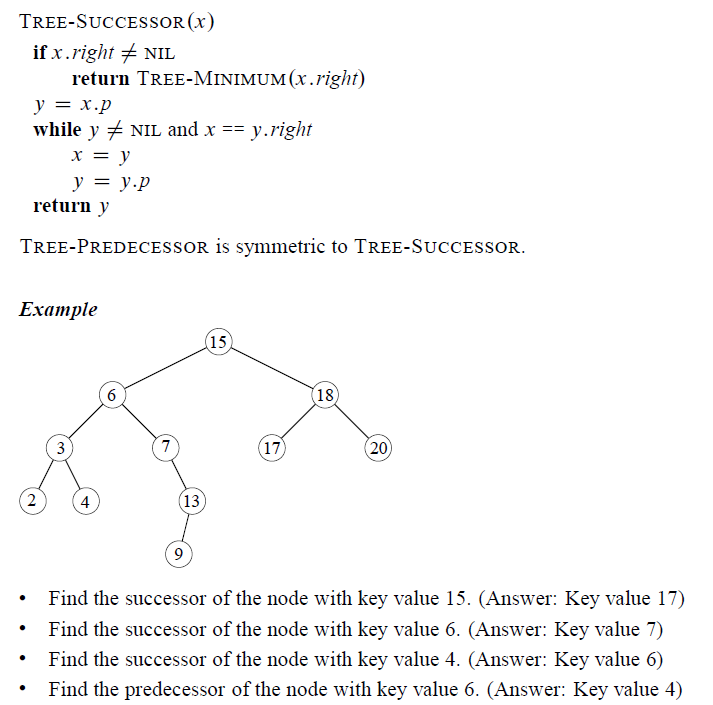 TREE-SUCCESSOR(x)
if x.right ≠ NIL
return TREE-MINIMUM(x.right)
y = x.p
while y ≠ NIL and x == y.right
x = y
y = y.p
return y
TREE-PREDECESSOR is symmetric to TREE-SUCCESSOR.
Example
15
6 18
3 7 17 20
2 4 13
9
• Find the successor of the node with key value 15. (Answer: Key value 17)
• Find the successor of the node with key value 6. (Answer: Key value 7)
• Find the successor of the node with key value 4. (Answer: Key value 6)
• Find the predecessor of the node with key value 6. (Answer: Key value 4)